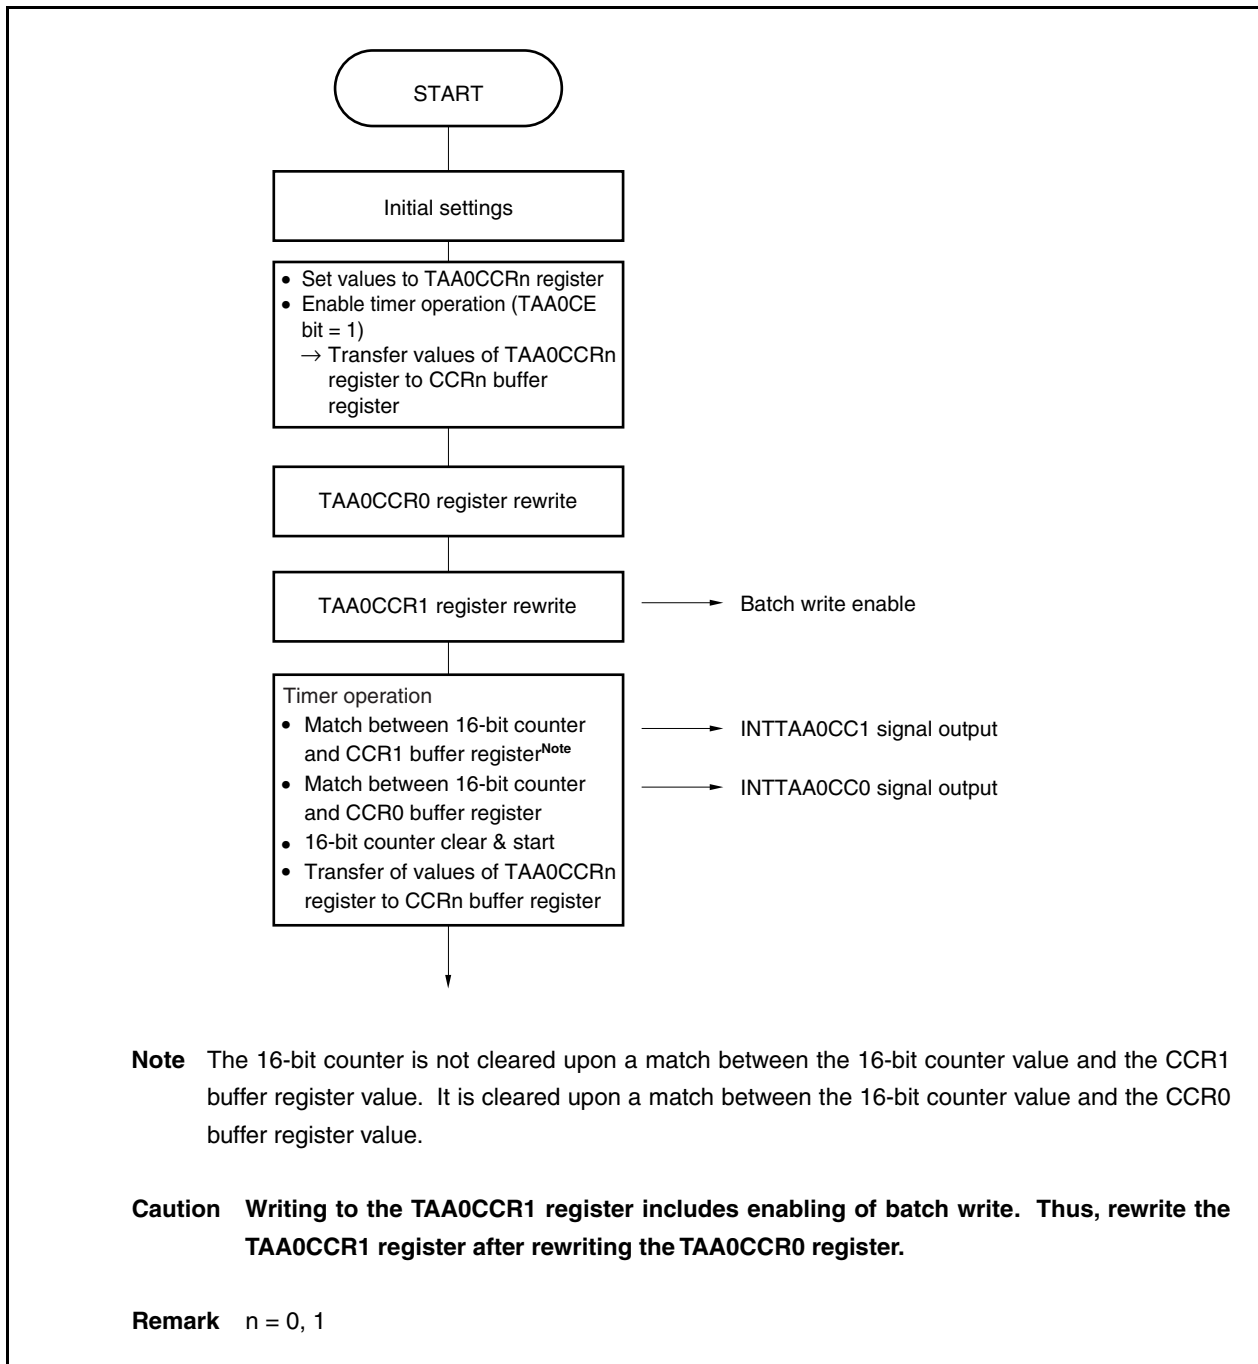 START
Initial settings
• Set values to TAA0CCRn register
• Enable timer operation (TAA0CE
bit = 1)
→ Transfer values of TAA0CCRn
register to CCRn buffer
register
TAA0CCR0 register rewrite
TAA0CCR1 register rewrite
Batch write enable
Timer operation
• Match between 16-bit counter
and CCR1 buffer registerNote
INTTAA0CC1 signal output
• Match between 16-bit counter
and CCR0 buffer register
INTTAA0CC0 signal output
• 16-bit counter clear & start
• Transfer of values of TAA0CCRn
register to CCRn buffer register
Note The 16-bit counter is not cleared upon a match between the 16-bit counter value and the CCR1
buffer register value. It is cleared upon a match between the 16-bit counter value and the CCR0
buffer register value.
Caution Writing to the TAA0CCR1 register includes enabling of batch write. Thus, rewrite the
TAA0CCR1 register after rewriting the TAA0CCR0 register.
Remark n = 0, 1